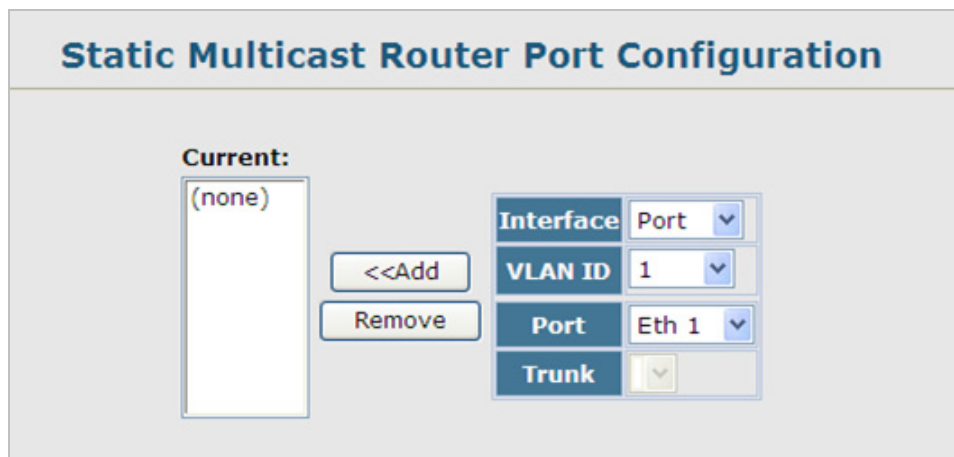 Static Multicast Router Port Configuration
Current:
(none)
<<Add
Remove
Interface Port
VLAN ID 1
Port Eth 1
Trunk